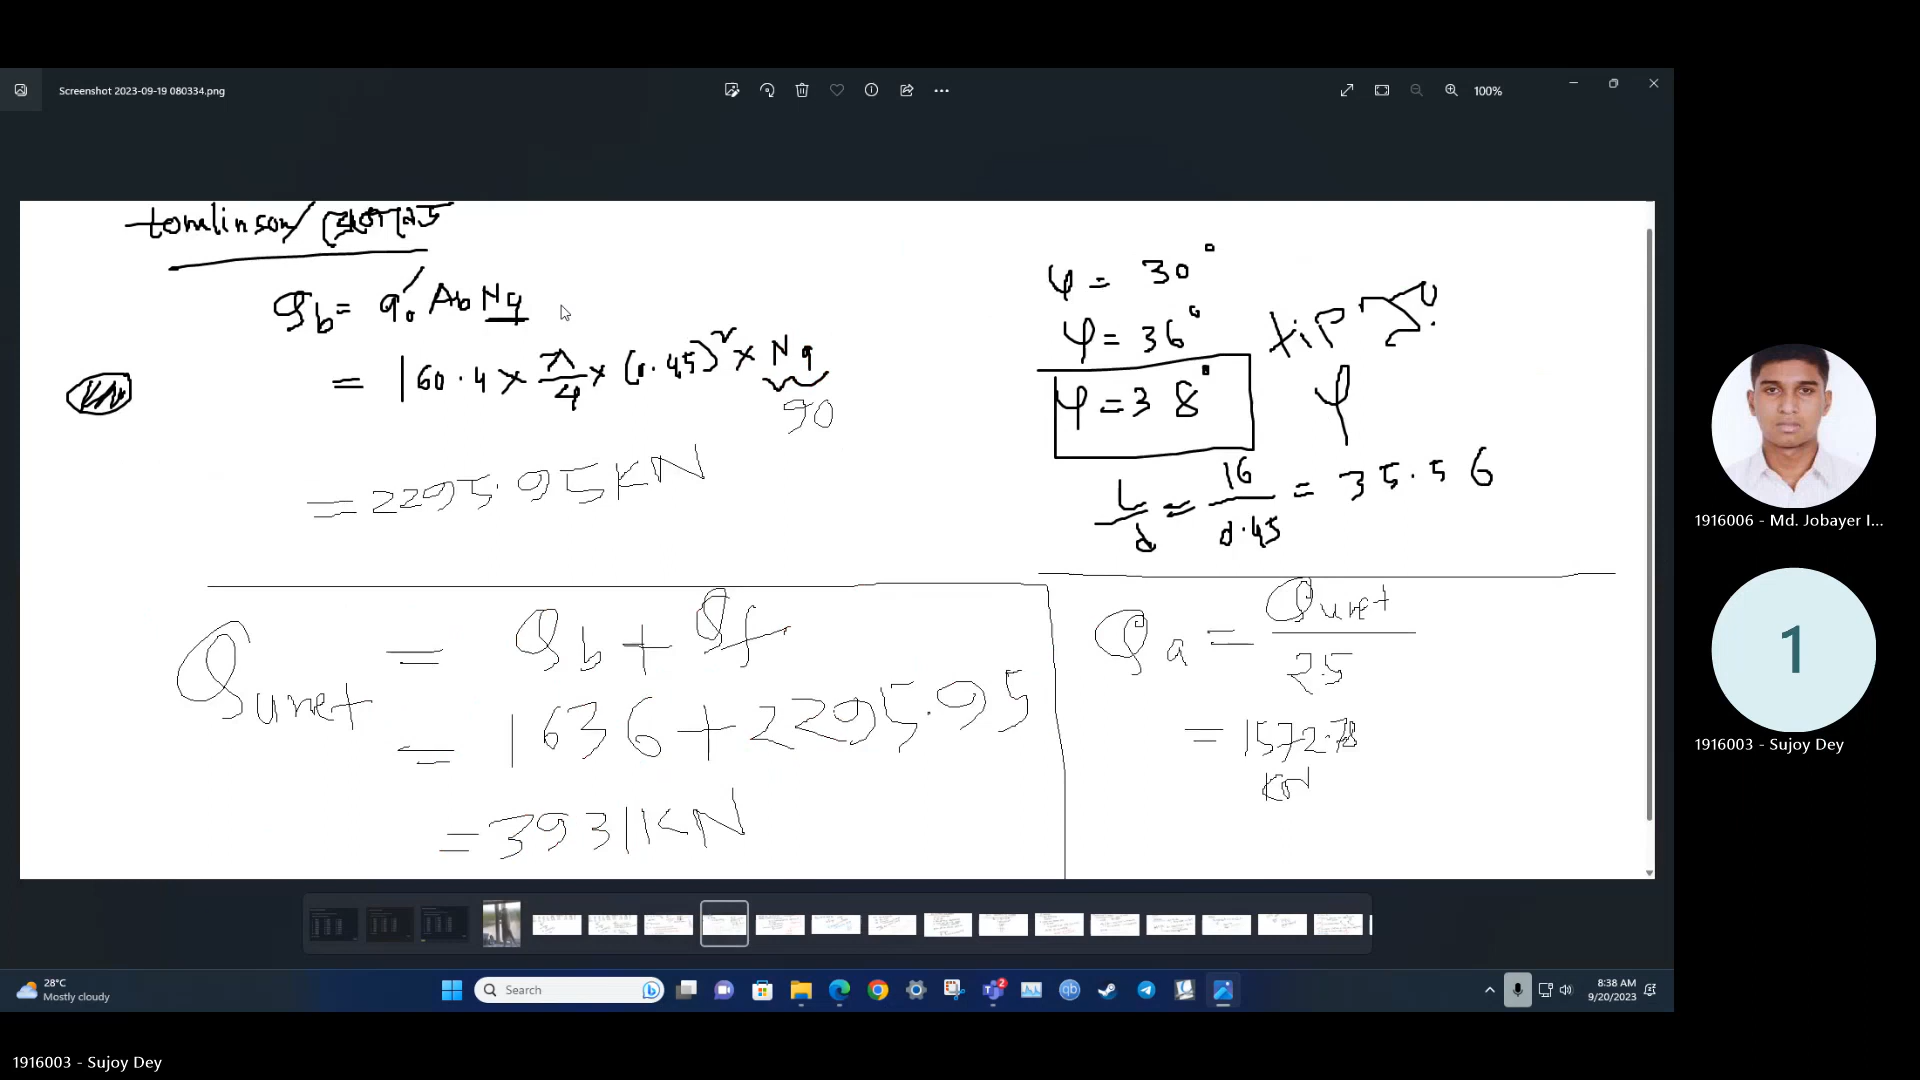 Screenshot 2023-09-19 080334.png
100%
tomlinson/
Qb = q₀′ Ab Nq
= 160.4 × π/4 × (0.45)² × Nq
90
= 2295.95 KN
φ = 30°
φ = 36°
φ = 38°
tip
φ
L/d = 16/0.45 = 35.56
Qunet = Qb + Qf
= 1636 + 2295.95
= 3931 KN
Qa = Qunet/2.5
= 1572.78
KN
1916006 - Md. Jobayer I...
1
1916003 - Sujoy Dey
28°C
Mostly cloudy
Search
2
qb
8:38 AM
9/20/2023
1916003 - Sujoy Dey